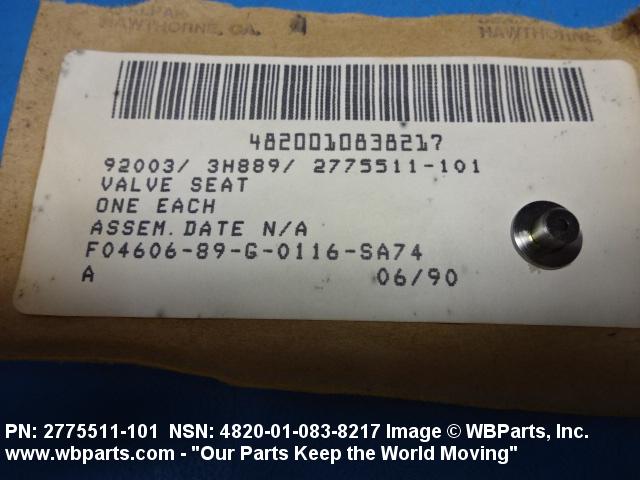 HAWTHORNE, CA.
HAWTHORNE,
4820010838217
92003/ 3H889/ 2775511-101
VALVE SEAT
ONE EACH
ASSEM. DATE N/A
F04606-89-G-0116-SA74
A 06/90
PN: 2775511-101 NSN: 4820-01-083-8217 Image © WBParts, Inc.
www.wbparts.com - "Our Parts Keep the World Moving"